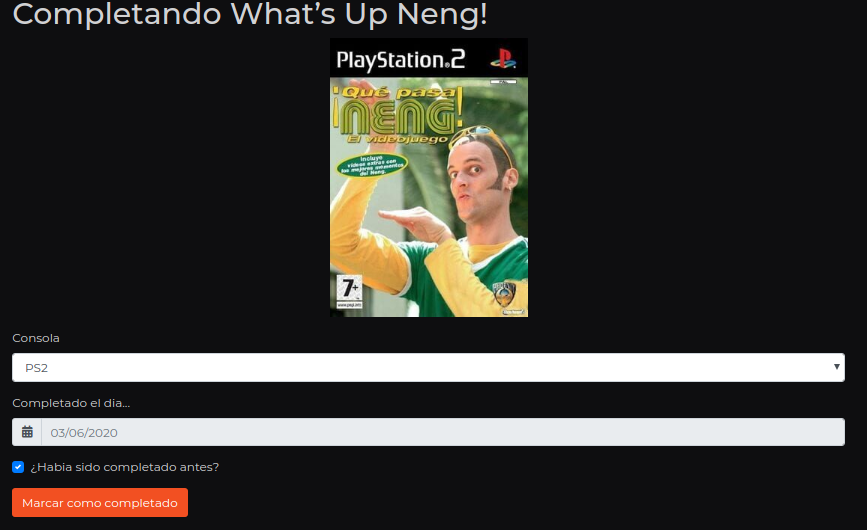 Completando What’s Up Neng!
PlayStation®2
¡Qué pasa
NENG!
El videojuego
Incluye
vídeos extras con
los mejores momentos
del Neng.
7+
www.pegi.info
Consola
PS2
Completado el dia...
03/06/2020
¿Habia sido completado antes?
Marcar como completado